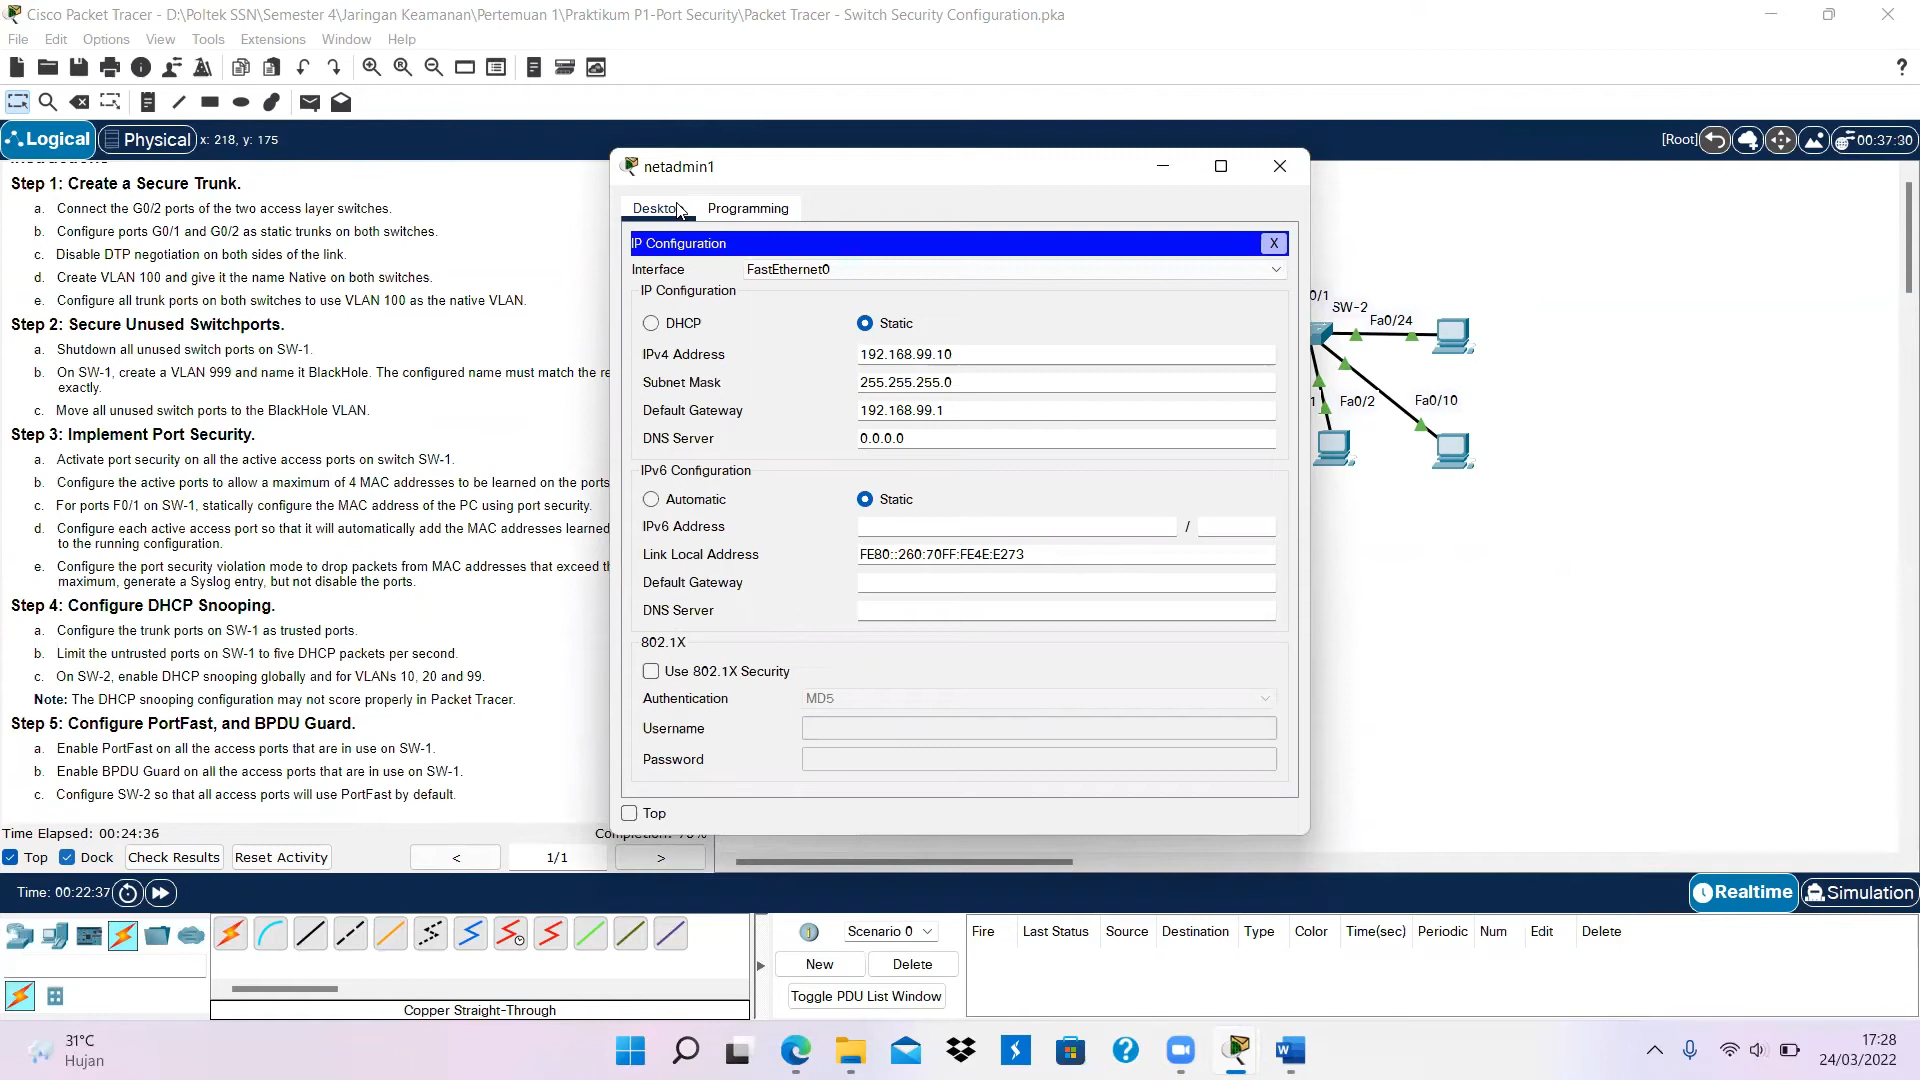 Cisco Packet Tracer - D:\Poltek SSN\Semester 4\Jaringan Keamanan\Pertemuan 1\Praktikum P1-Port Security\Packet Tracer - Switch Security Configuration.pka
File Edit Options View Tools Extensions Window Help
?
Logical Physical x: 218, y: 175 [Root] 00:37:30
Step 1: Create a Secure Trunk.
a. Connect the G0/2 ports of the two access layer switches.
b. Configure ports G0/1 and G0/2 as static trunks on both switches.
c. Disable DTP negotiation on both sides of the link.
d. Create VLAN 100 and give it the name Native on both switches.
e. Configure all trunk ports on both switches to use VLAN 100 as the native VLAN.
Step 2: Secure Unused Switchports.
a. Shutdown all unused switch ports on SW-1.
b. On SW-1, create a VLAN 999 and name it BlackHole. The configured name must match the re
exactly.
c. Move all unused switch ports to the BlackHole VLAN.
Step 3: Implement Port Security.
a. Activate port security on all the active access ports on switch SW-1.
b. Configure the active ports to allow a maximum of 4 MAC addresses to be learned on the ports
c. For ports F0/1 on SW-1, statically configure the MAC address of the PC using port security.
d. Configure each active access port so that it will automatically add the MAC addresses learned
to the running configuration.
e. Configure the port security violation mode to drop packets from MAC addresses that exceed th
maximum, generate a Syslog entry, but not disable the ports.
Step 4: Configure DHCP Snooping.
a. Configure the trunk ports on SW-1 as trusted ports.
b. Limit the untrusted ports on SW-1 to five DHCP packets per second.
c. On SW-2, enable DHCP snooping globally and for VLANs 10, 20 and 99.
Note: The DHCP snooping configuration may not score properly in Packet Tracer.
Step 5: Configure PortFast, and BPDU Guard.
a. Enable PortFast on all the access ports that are in use on SW-1.
b. Enable BPDU Guard on all the access ports that are in use on SW-1.
c. Configure SW-2 so that all access ports will use PortFast by default.
Time Elapsed: 00:24:36
Top Dock Check Results Reset Activity < 1/1 >
netadmin1
Desktop Programming
IP Configuration X
Interface FastEthernet0
IP Configuration
DHCP Static
IPv4 Address 192.168.99.10
Subnet Mask 255.255.255.0
Default Gateway 192.168.99.1
DNS Server 0.0.0.0
IPv6 Configuration
Automatic Static
IPv6 Address /
Link Local Address FE80::260:70FF:FE4E:E273
Default Gateway
DNS Server
802.1X
Use 802.1X Security
Authentication MD5
Username
Password
Top
0/1
SW-2
Fa0/24
1 Fa0/2 Fa0/10
Time: 00:22:37 Realtime Simulation
Scenario 0
New Delete
Toggle PDU List Window
Fire Last Status Source Destination Type Color Time(sec) Periodic Num Edit Delete
Copper Straight-Through
31°C
Hujan
17:28
24/03/2022